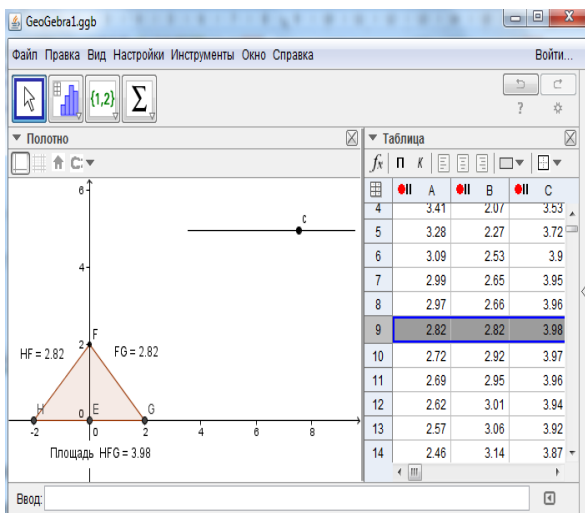 GeoGebra1.ggb
Файл Правка Вид Настройки Инструменты Окно Справка Войти...
{1,2} Σ
?
Полотно
Таблица
fx П К
A B C
4 3.41 2.07 3.53
5 3.28 2.27 3.72
6 3.09 2.53 3.9
7 2.99 2.65 3.95
8 2.97 2.66 3.96
9 2.82 2.82 3.98
10 2.72 2.92 3.97
11 2.69 2.95 3.96
12 2.62 3.01 3.94
13 2.57 3.06 3.92
14 2.46 3.14 3.87
6
c
4
2 F
HF = 2.82 FG = 2.82
H 0 E G
-2 0 2 4 6 8
Площадь HFG = 3.98
Ввод: